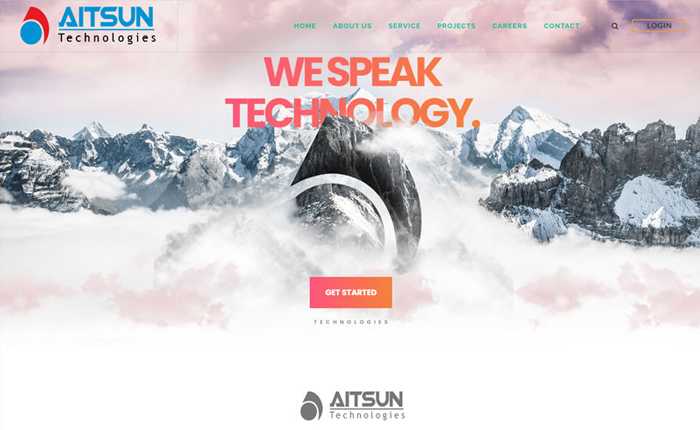 AITSUN
Technologies
HOME ABOUT US SERVICE PROJECTS CAREERS CONTACT LOGIN
WE SPEAK
TECHNOLOGY.
GET STARTED
TECHNOLOGIES
AITSUN
Technologies